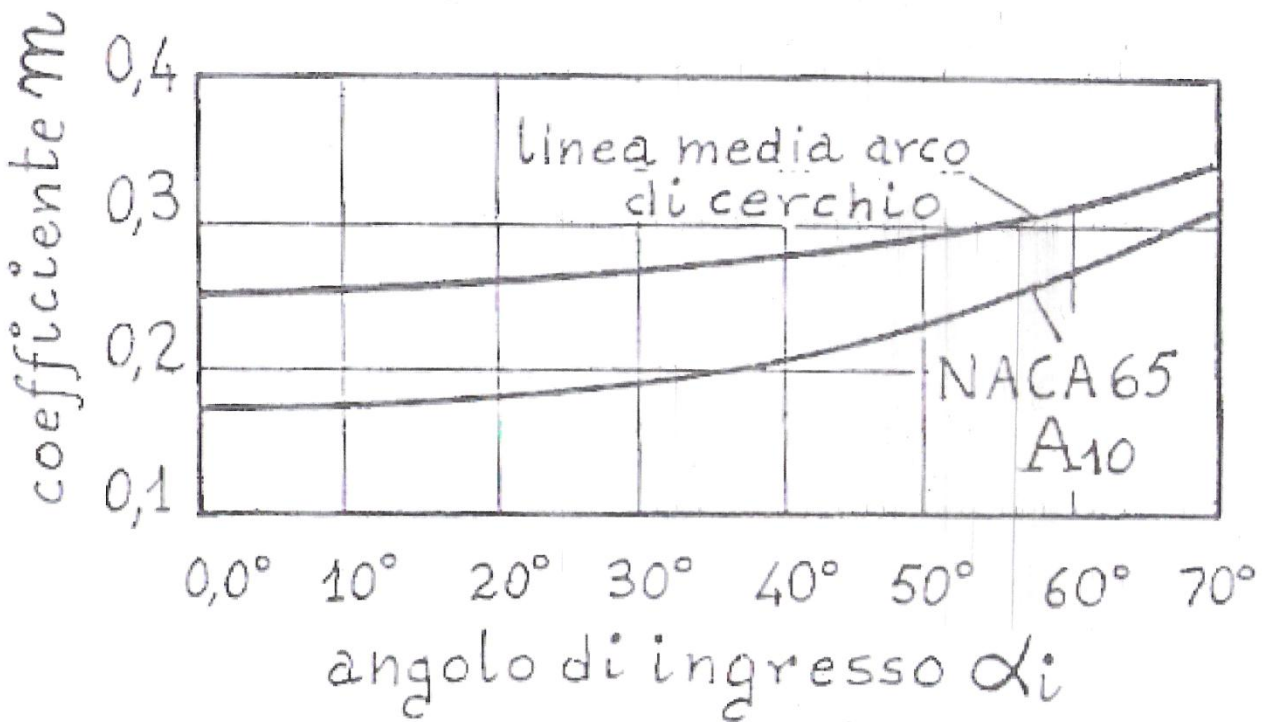 coefficiente m
0,4
0,3
0,2
0,1
linea media arco
di cerchio
NACA 65
A10
0,0° 10° 20° 30° 40° 50° 60° 70°
angolo di ingresso αi